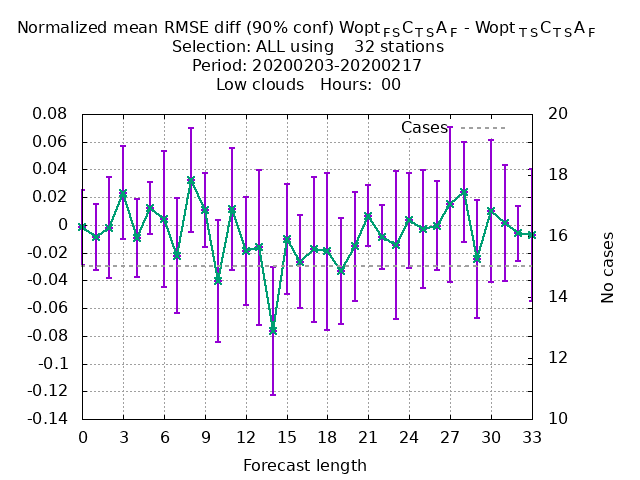 Normalized mean RMSE diff (90% conf) Wopt FS C TS A F - Wopt TS C TS A F
Selection: ALL using 32 stations
Period: 20200203-20200217
Low clouds Hours: 00
Cases
0.08
0.06
0.04
0.02
0
-0.02
-0.04
-0.06
-0.08
-0.1
-0.12
-0.14
20
18
16
14
12
10
No cases
0 3 6 9 12 15 18 21 24 27 30 33
Forecast length